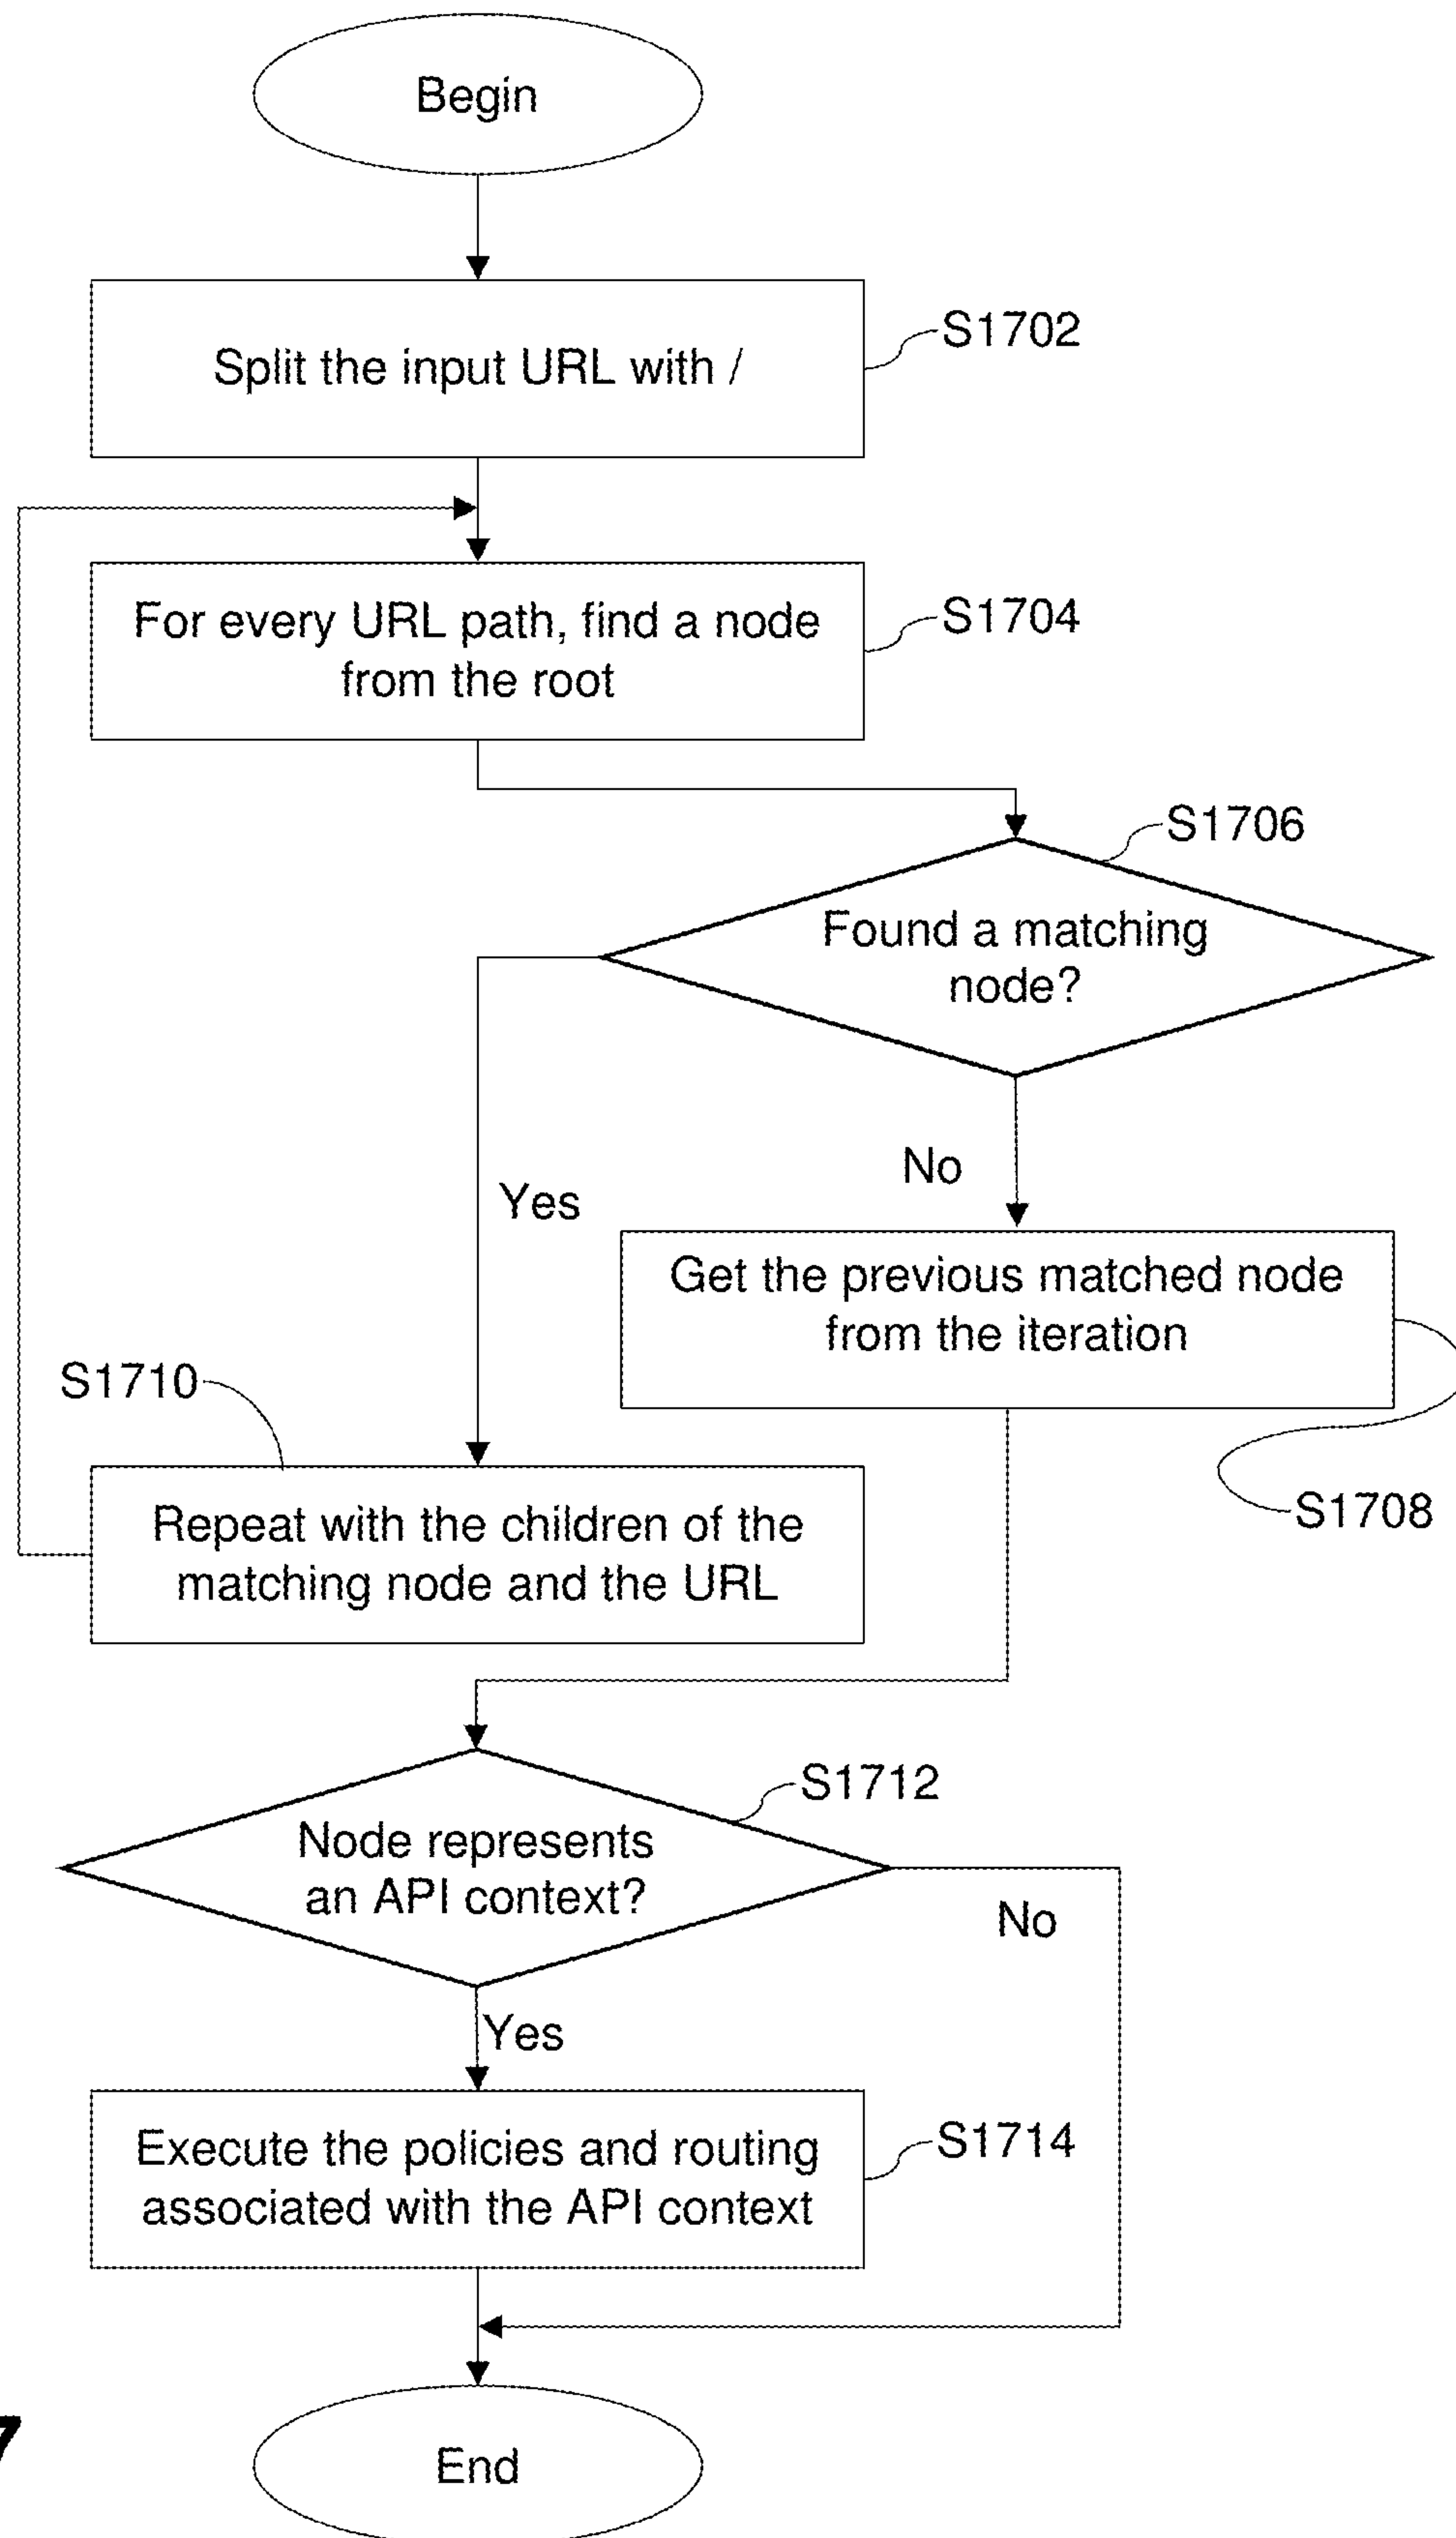 Begin
Split the input URL with /
S1702
For every URL path, find a node
from the root
S1704
S1706
Found a matching
node?
No
Yes
Get the previous matched node
from the iteration
S1710
S1708
Repeat with the children of the
matching node and the URL
S1712
Node represents
an API context?
No
Yes
Execute the policies and routing
associated with the API context
S1714
7
End